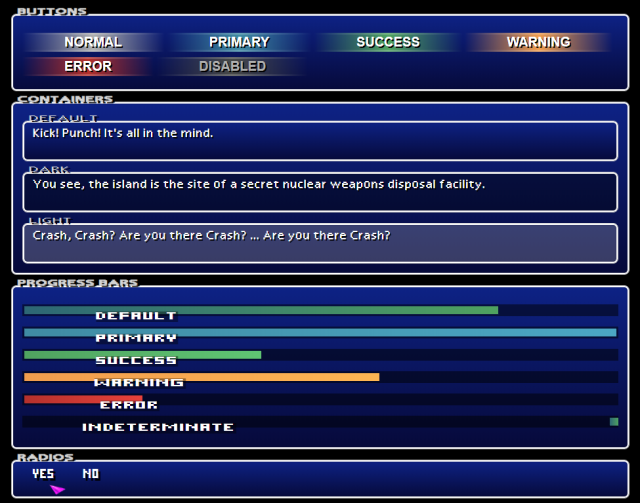 BUTTONS
NORMAL PRIMARY SUCCESS WARNING
ERROR DISABLED
CONTAINERS
DEFAULT
Kick! Punch! It's all in the mind.
DARK
You see, the island is the site of a secret nuclear weapons disposal facility.
LIGHT
Crash, Crash? Are you there Crash? ... Are you there Crash?
PROGRESS BARS
DEFAULT
PRIMARY
SUCCESS
WARNING
ERROR
INDETERMINATE
RADIOS
YES NO